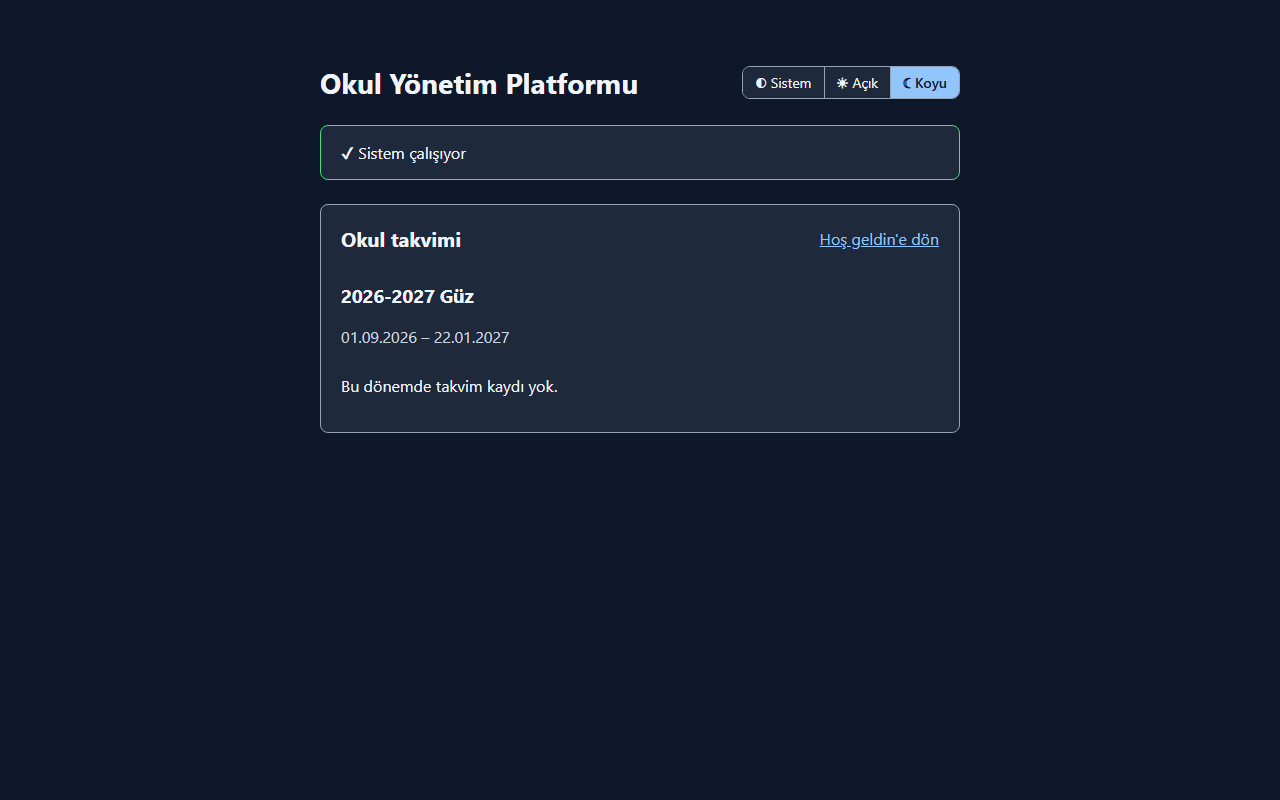 Okul Yönetim Platformu
◐ Sistem ☀ Açık ☾ Koyu
✓ Sistem çalışıyor
Okul takvimi Hoş geldin'e dön
2026-2027 Güz
01.09.2026 – 22.01.2027
Bu dönemde takvim kaydı yok.